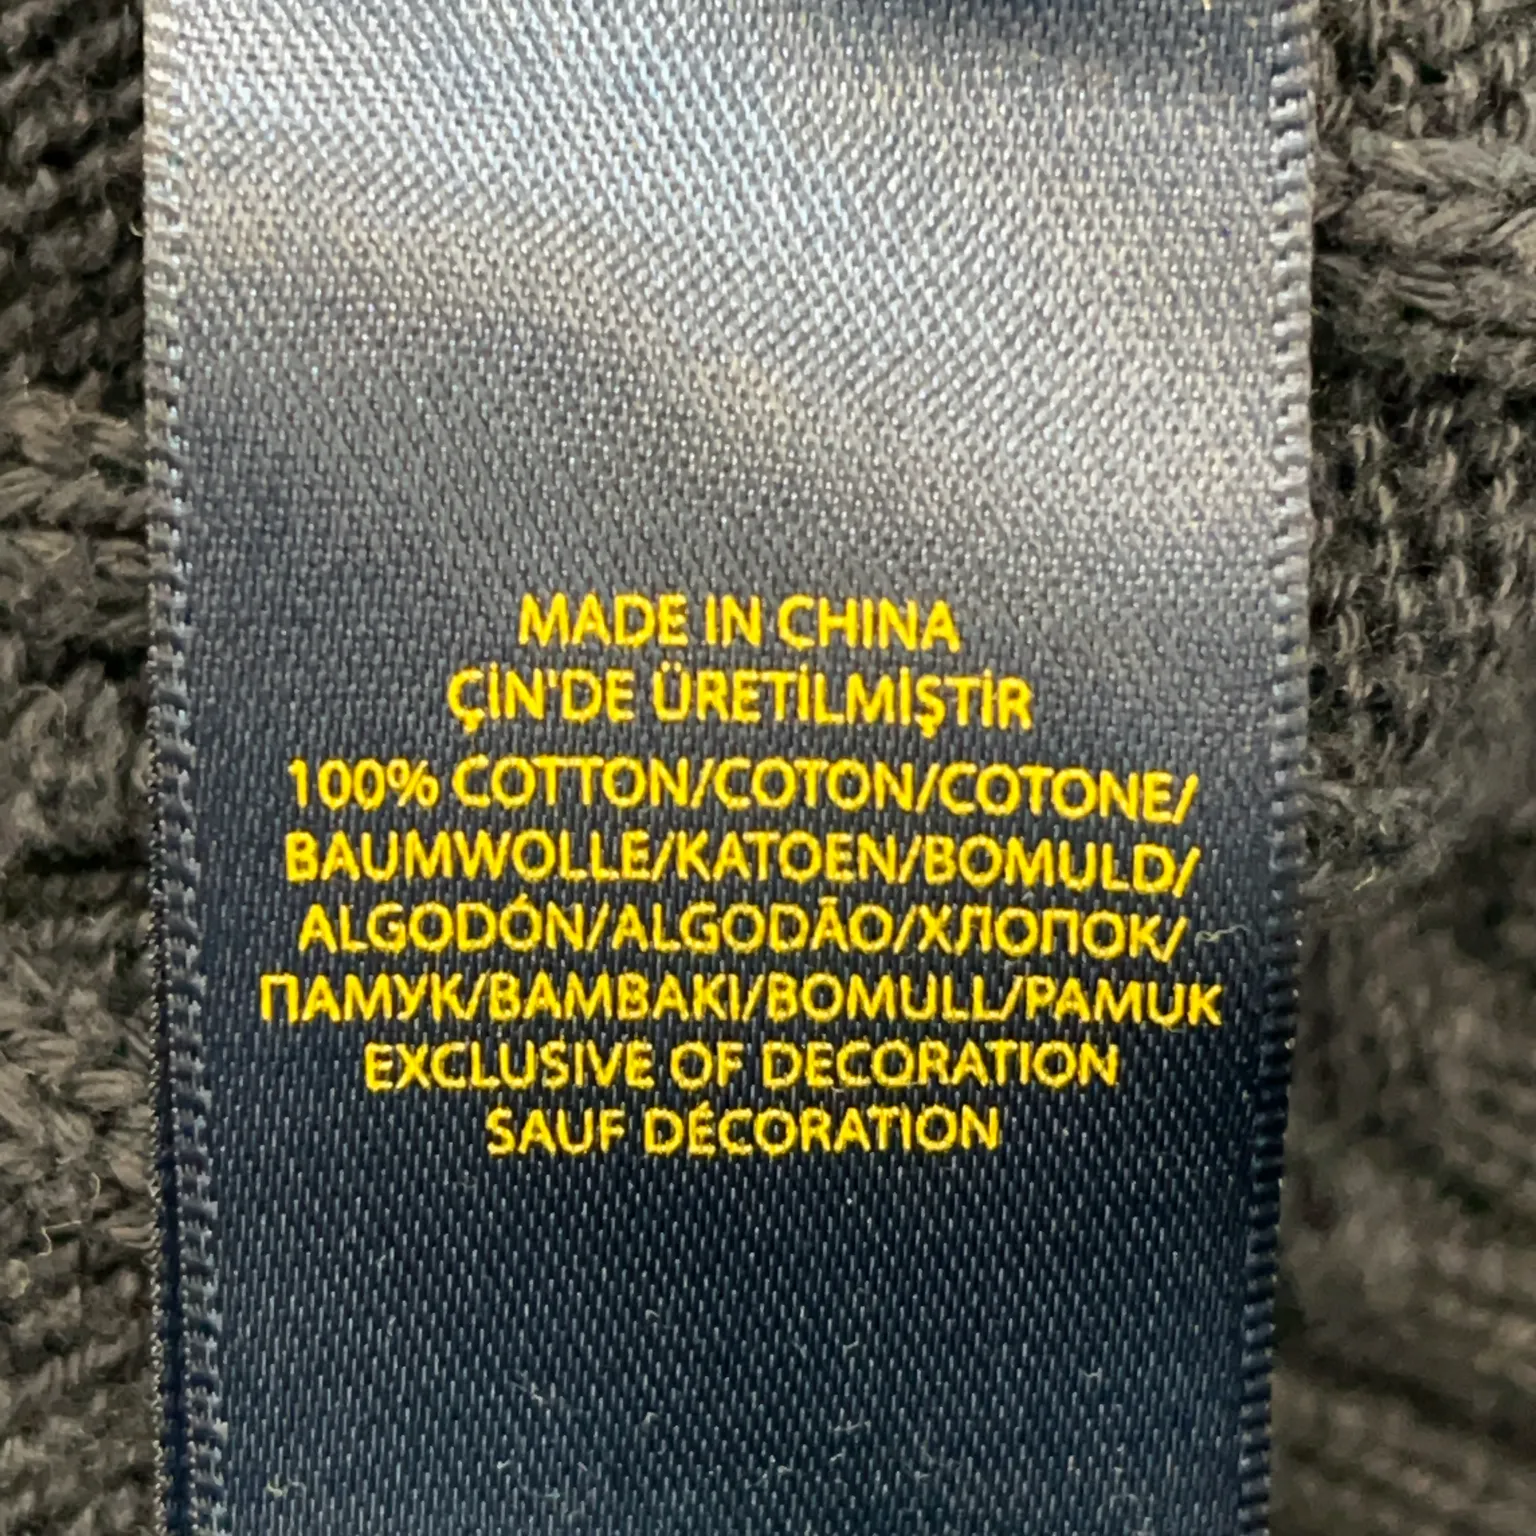 MADE IN CHINA
ÇİN'DE ÜRETİLMİŞTİR
100% COTTON/COTON/COTONE/
BAUMWOLLE/KATOEN/BOMULD/
ALGODÓN/ALGODÃO/ХЛОПОК/
ПАМУК/BAMBAKI/BOMULL/PAMUK
EXCLUSIVE OF DECORATION
SAUF DÉCORATION